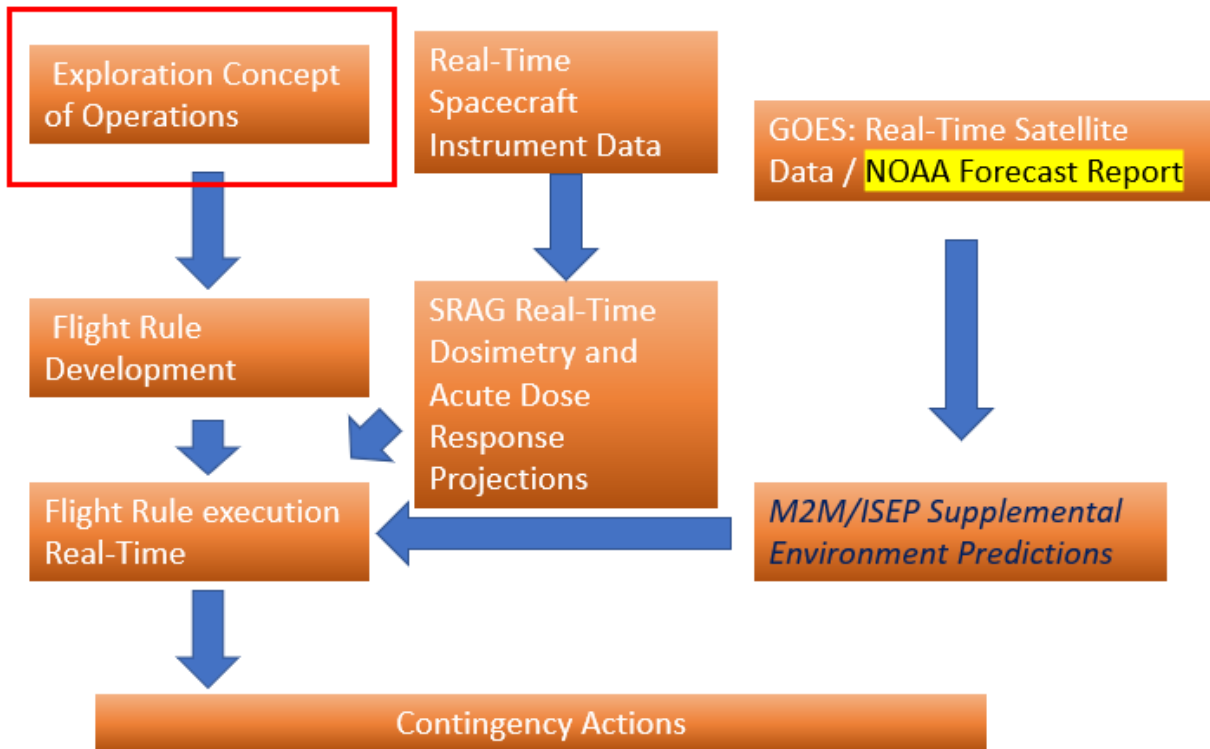 Exploration Concept
of Operations
Real-Time
Spacecraft
Instrument Data
GOES: Real-Time Satellite
Data / NOAA Forecast Report
Flight Rule
Development
SRAG Real-Time
Dosimetry and
Acute Dose
Response
Projections
Flight Rule execution
Real-Time
M2M/ISEP Supplemental
Environment Predictions
Contingency Actions